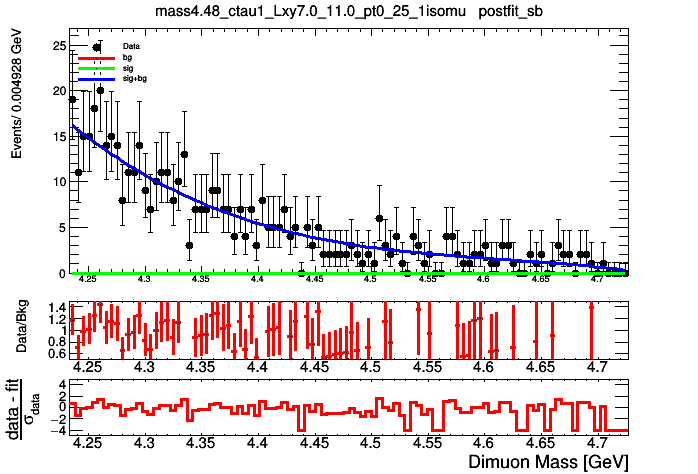 mass4.48_ctau1_Lxy7.0_11.0_pt0_25_1isomu postfit_sb
Events/ 0.004928 GeV
25
20
15
10
5
0
Data
bg
sig
sig+bg
4.25 4.3 4.35 4.4 4.45 4.5 4.55 4.6 4.65 4.7
Data/Bkg
1.4
1.2
1
0.8
0.6
4.25 4.3 4.35 4.4 4.45 4.5 4.55 4.6 4.65 4.7
data - fit
σdata
4
2
0
−2
−4
4.25 4.3 4.35 4.4 4.45 4.5 4.55 4.6 4.65 4.7
Dimuon Mass [GeV]